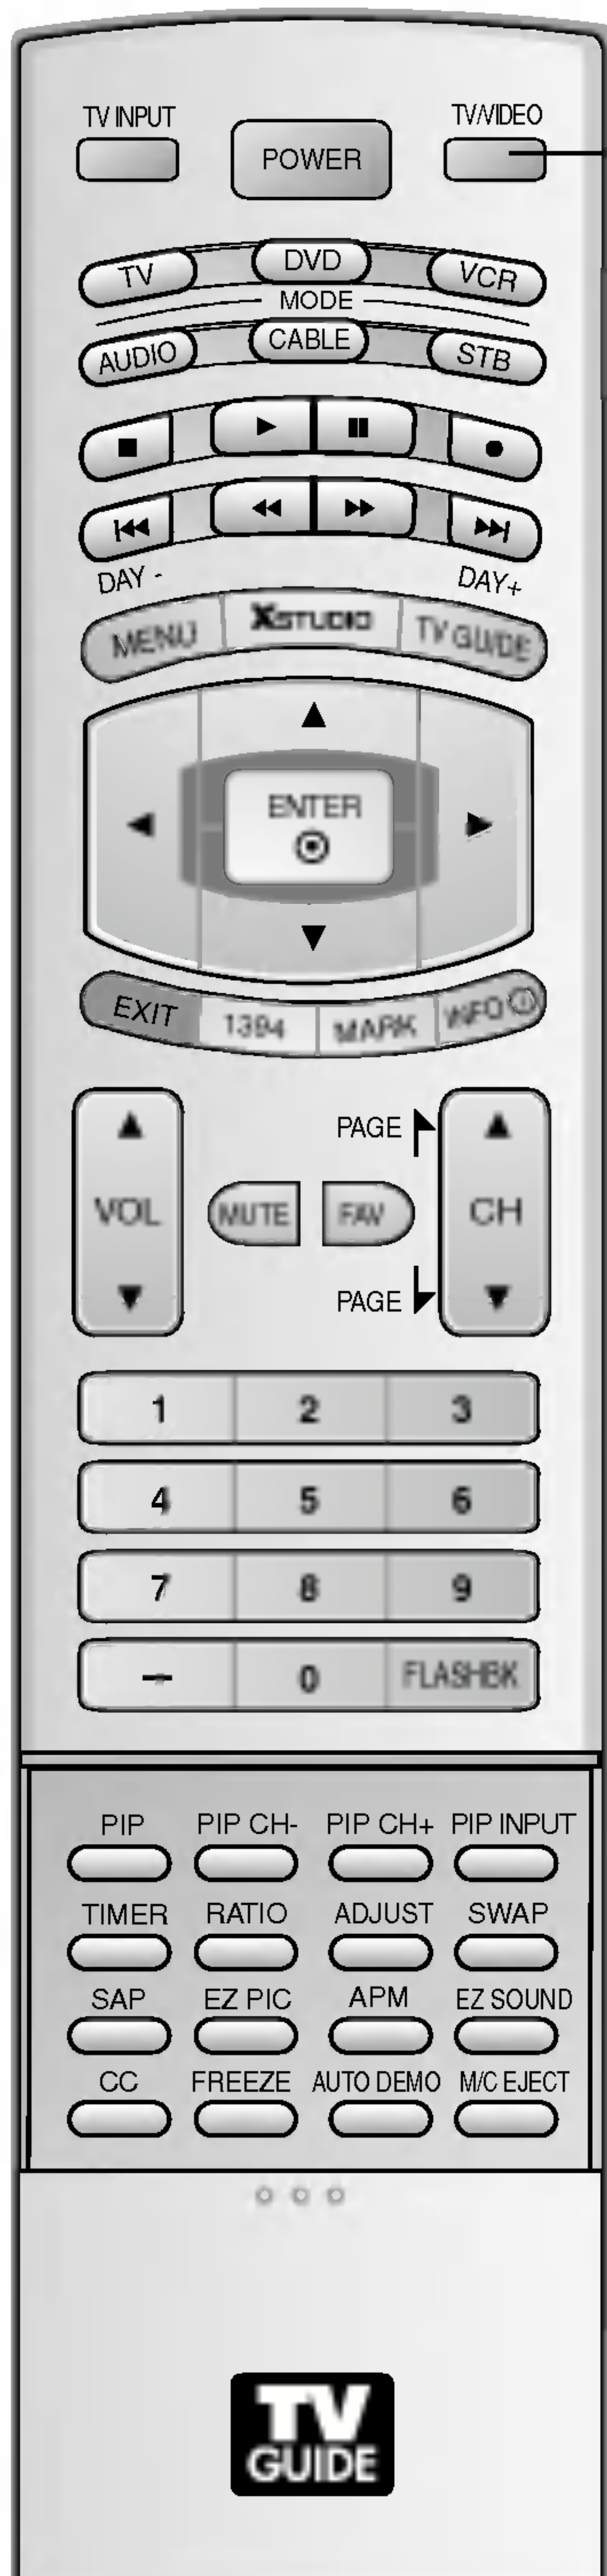 TV INPUT POWER TV/VIDEO
TV DVD VCR
MODE
AUDIO CABLE STB
DAY - DAY+
MENU XSTUDIO TV GUIDE
ENTER
EXIT 1394 MARK INFO i
PAGE
VOL MUTE FAV CH
PAGE
1 2 3
4 5 6
7 8 9
— 0 FLASHBK
PIP PIP CH- PIP CH+ PIP INPUT
TIMER RATIO ADJUST SWAP
SAP EZ PIC APM EZ SOUND
CC FREEZE AUTO DEMO M/C EJECT
TV
GUIDE